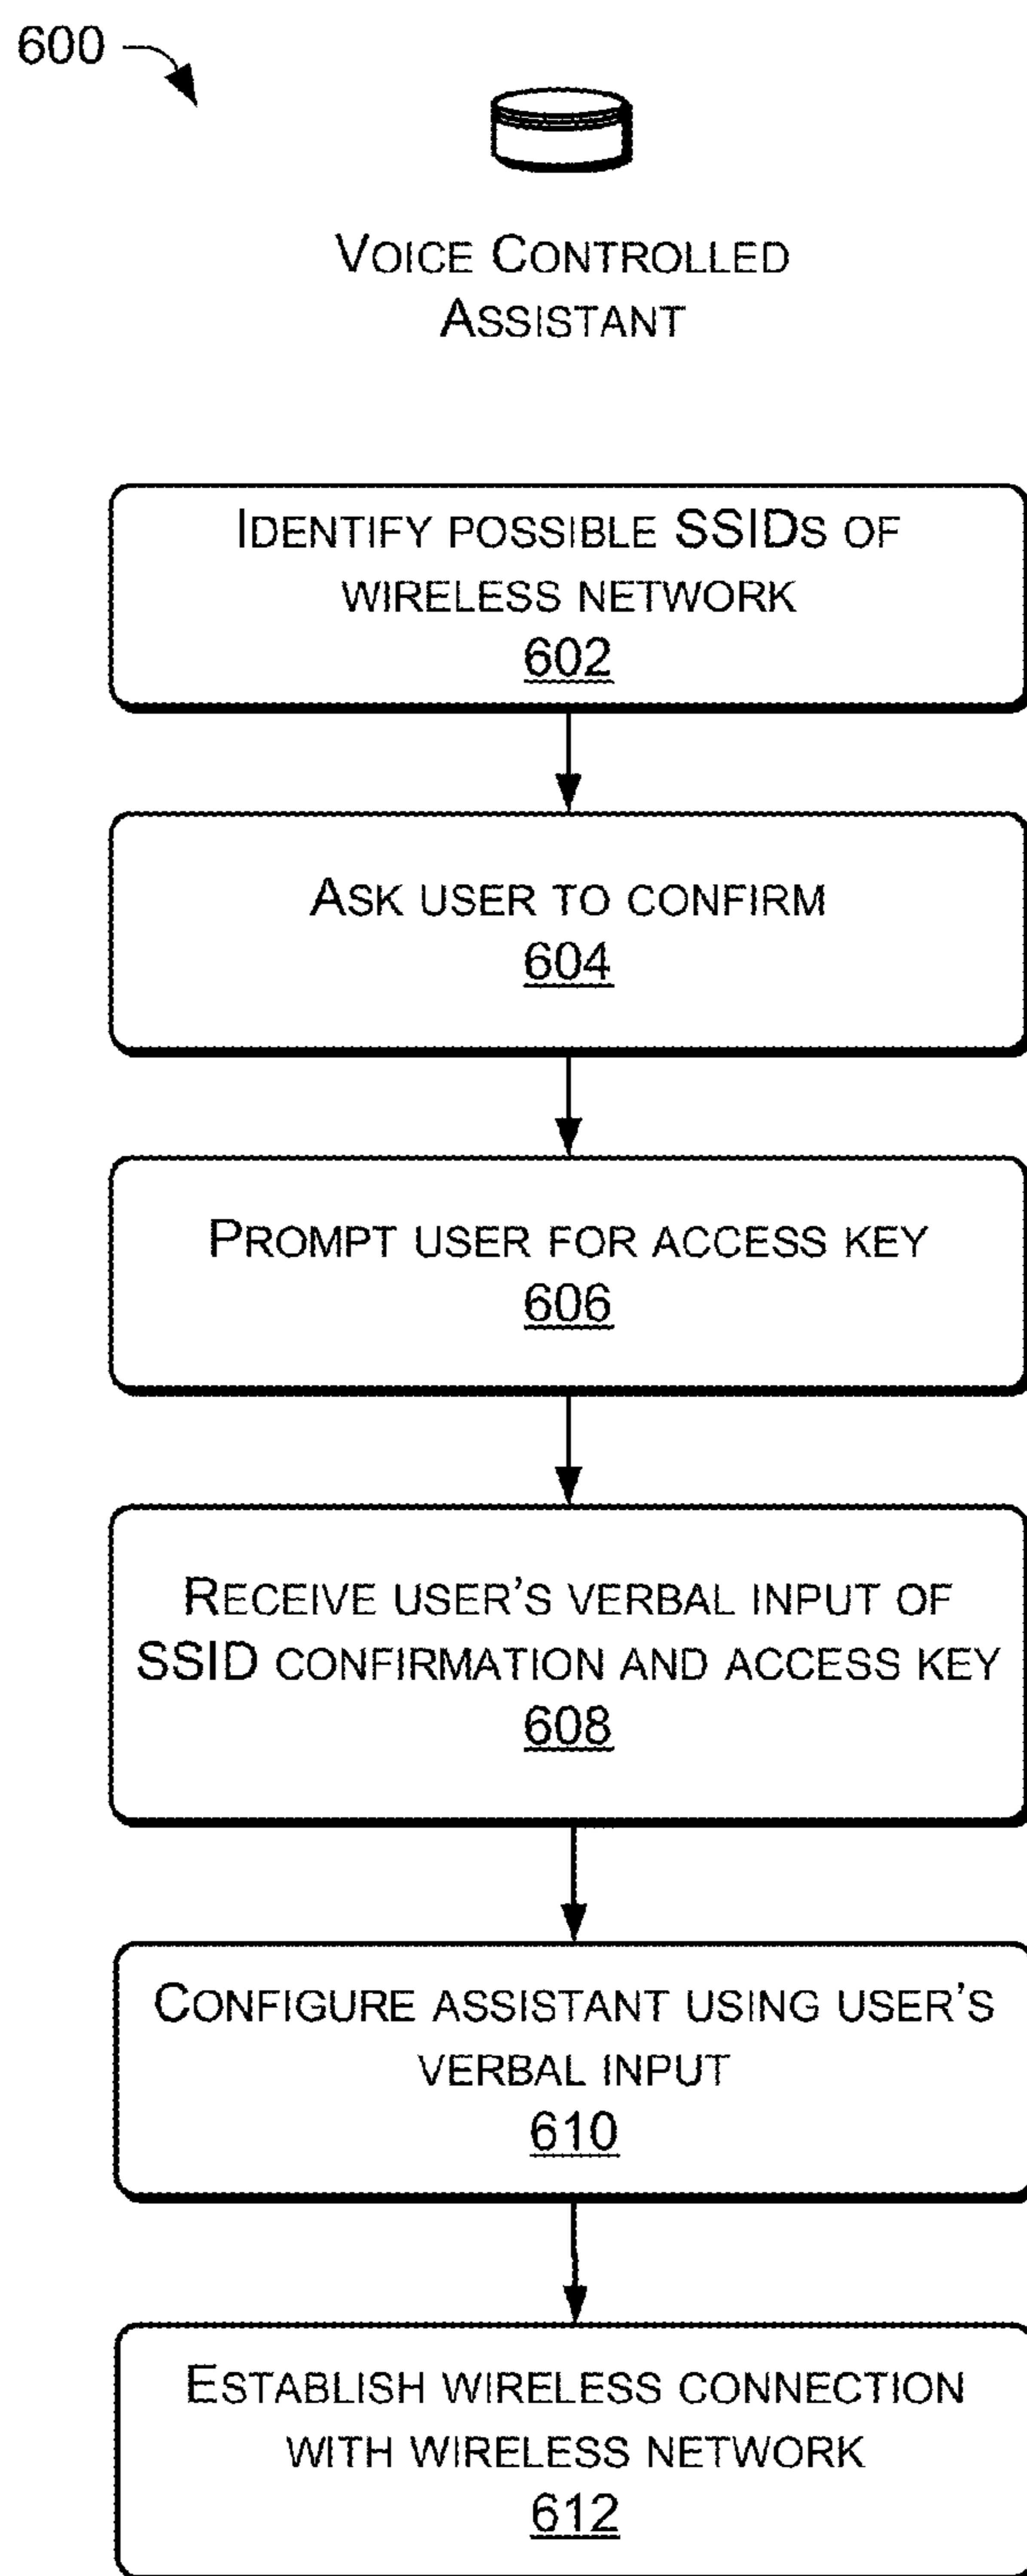 600
VOICE CONTROLLED
ASSISTANT
IDENTIFY POSSIBLE SSIDS OF
WIRELESS NETWORK
602
ASK USER TO CONFIRM
604
PROMPT USER FOR ACCESS KEY
606
RECEIVE USER'S VERBAL INPUT OF
SSID CONFIRMATION AND ACCESS KEY
608
CONFIGURE ASSISTANT USING USER'S
VERBAL INPUT
610
ESTABLISH WIRELESS CONNECTION
WITH WIRELESS NETWORK
612